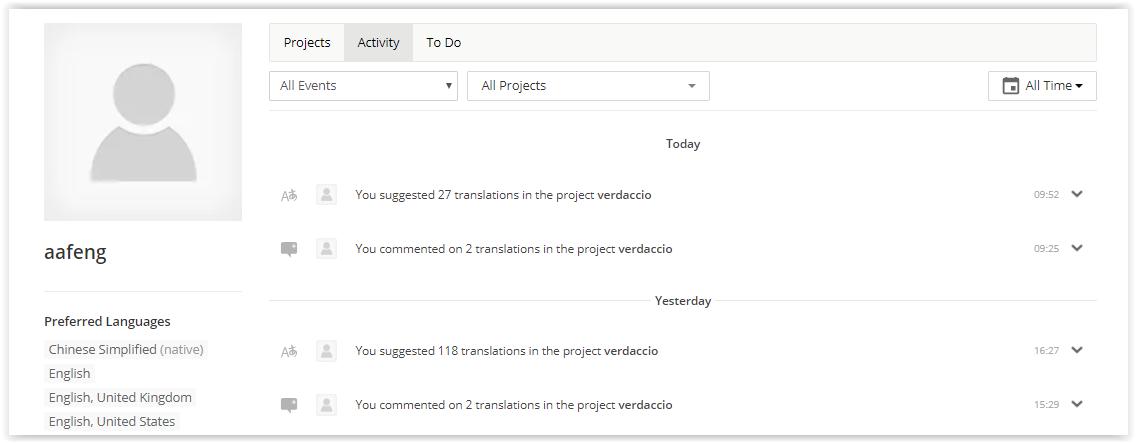 Projects Activity To Do
All Events All Projects All Time
Today
You suggested 27 translations in the project verdaccio 09:52
You commented on 2 translations in the project verdaccio 09:25
aafeng
Yesterday
Preferred Languages
Chinese Simplified (native)
You suggested 118 translations in the project verdaccio 16:27
English
English, United Kingdom
You commented on 2 translations in the project verdaccio 15:29
English, United States